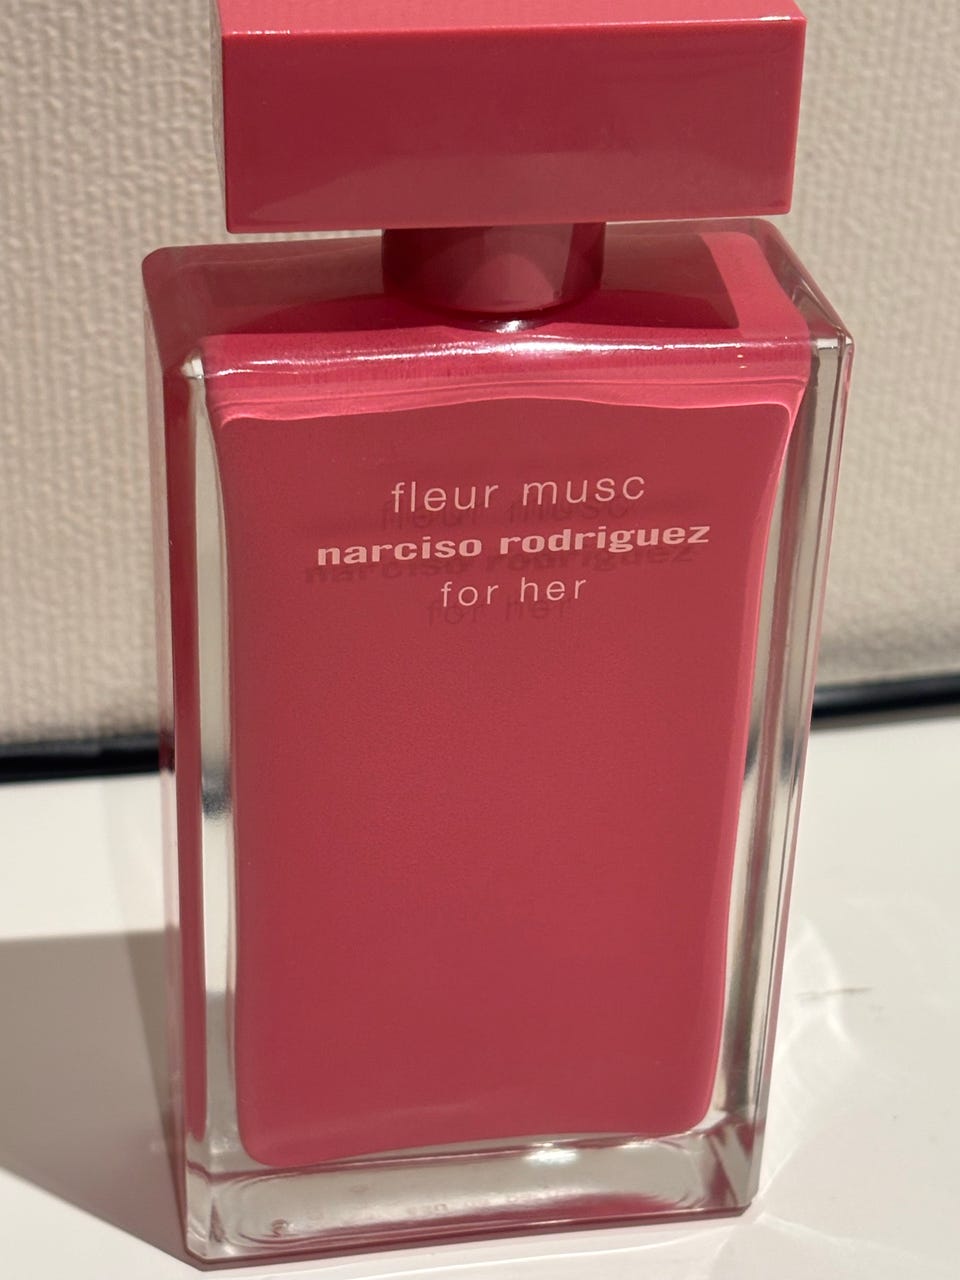 fleur musc
narciso rodriguez
for her